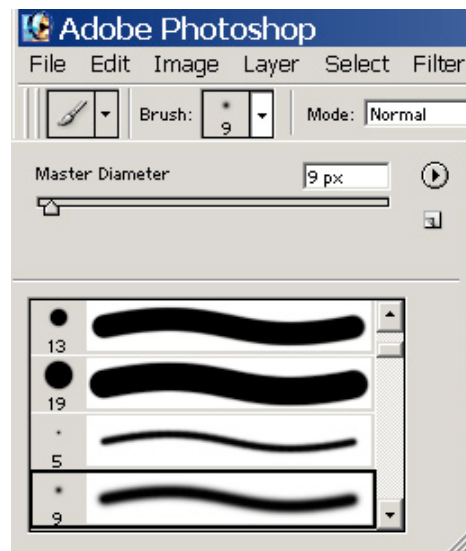 Adobe Photoshop
File Edit Image Layer Select Filter
Brush: 9 Mode: Normal
Master Diameter 9 px
13
19
5
9